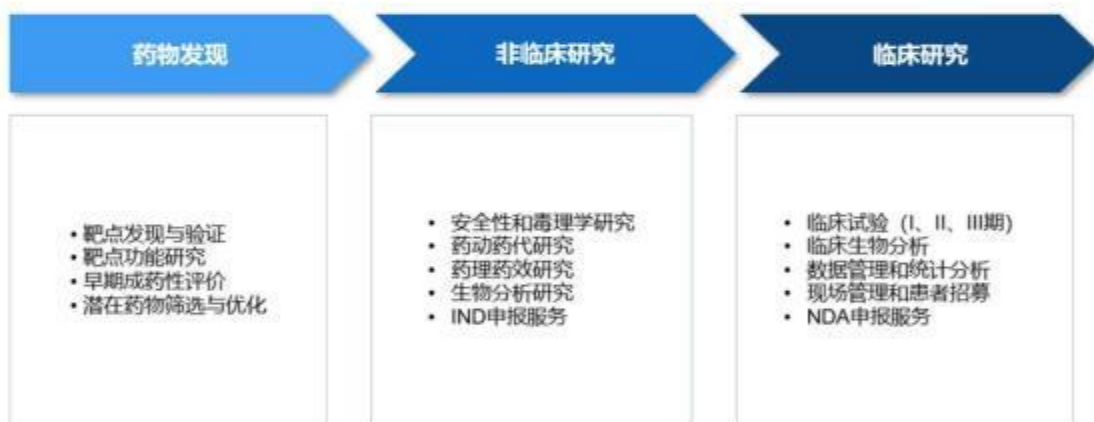 药物发现
非临床研究
临床研究
• 靶点发现与验证
• 靶点功能研究
• 早期成药性评价
• 潜在药物筛选与优化
• 安全性和毒理学研究
• 药动药代研究
• 药理药效研究
• 生物分析研究
• IND申报服务
• 临床试验（I、II、III期）
• 临床生物分析
• 数据管理和统计分析
• 现场管理和患者招募
• NDA申报服务